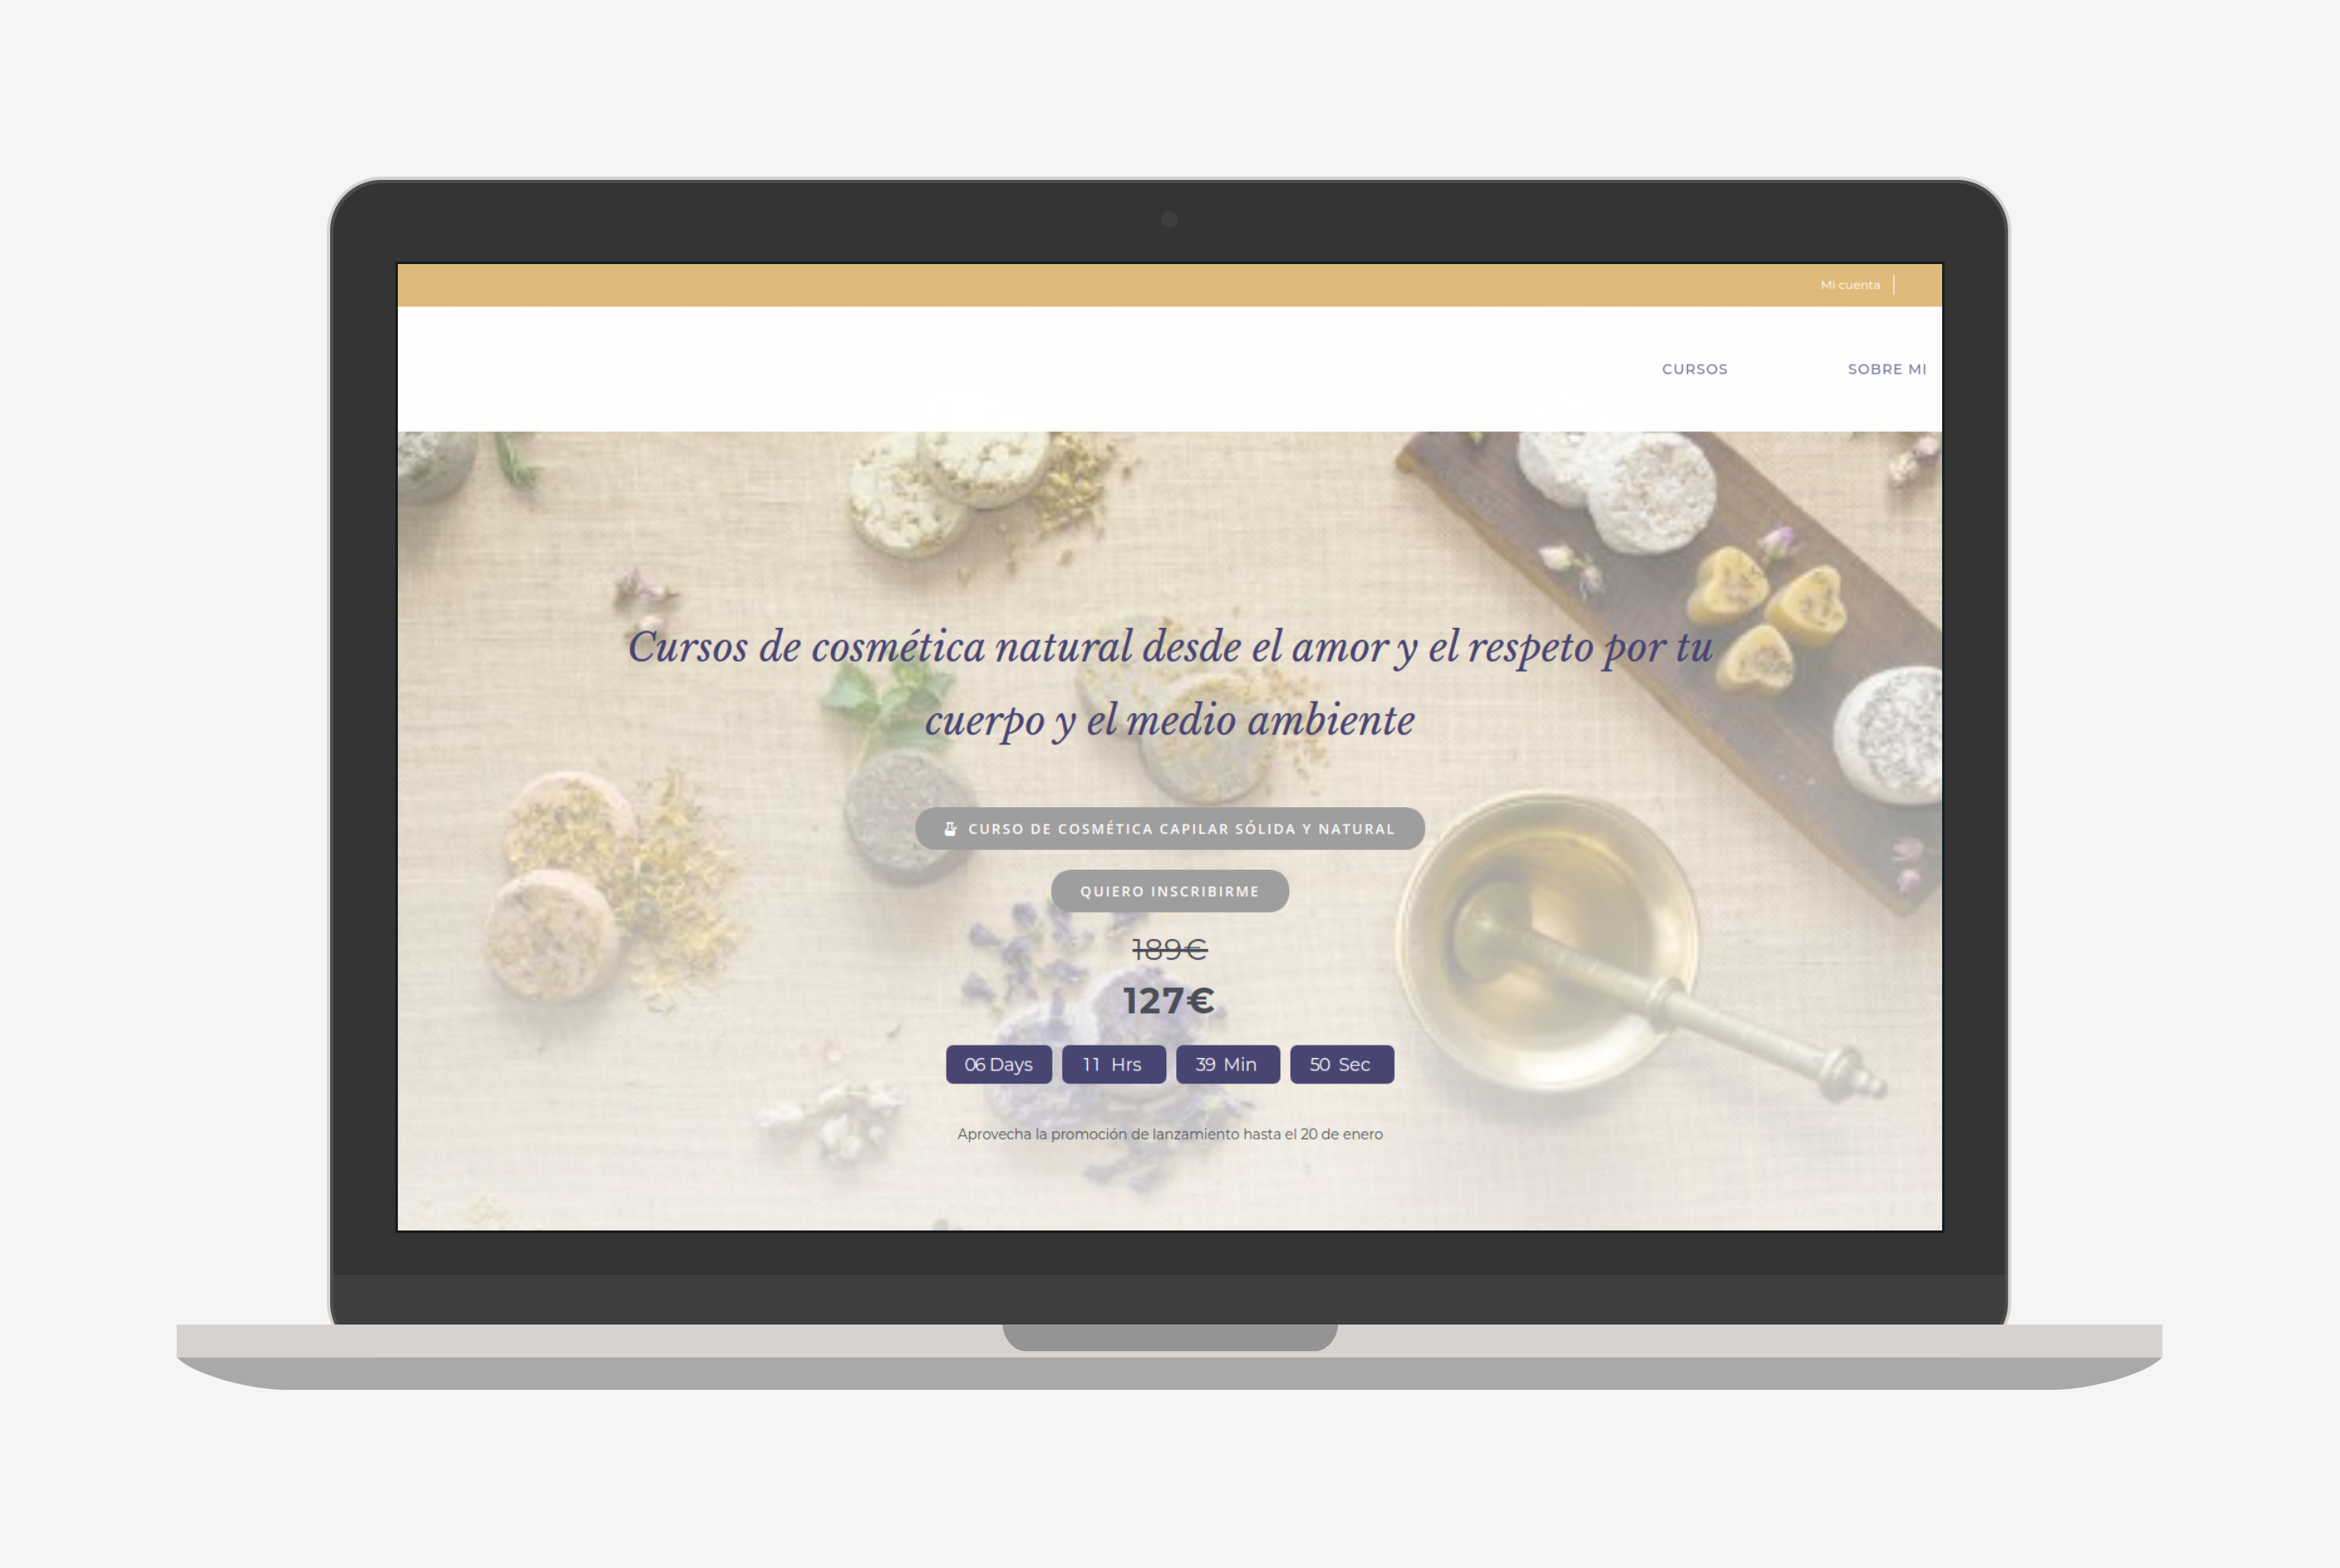 Mi cuenta
CURSOS
SOBRE MI
Cursos de cosmética natural desde el amor y el respeto por tu
cuerpo y el medio ambiente
CURSO DE COSMÉTICA CAPILAR SÓLIDA Y NATURAL
QUIERO INSCRIBIRME
189€
127€
06 Days 11 Hrs 39 Min 50 Sec
Aprovecha la promoción de lanzamiento hasta el 20 de enero